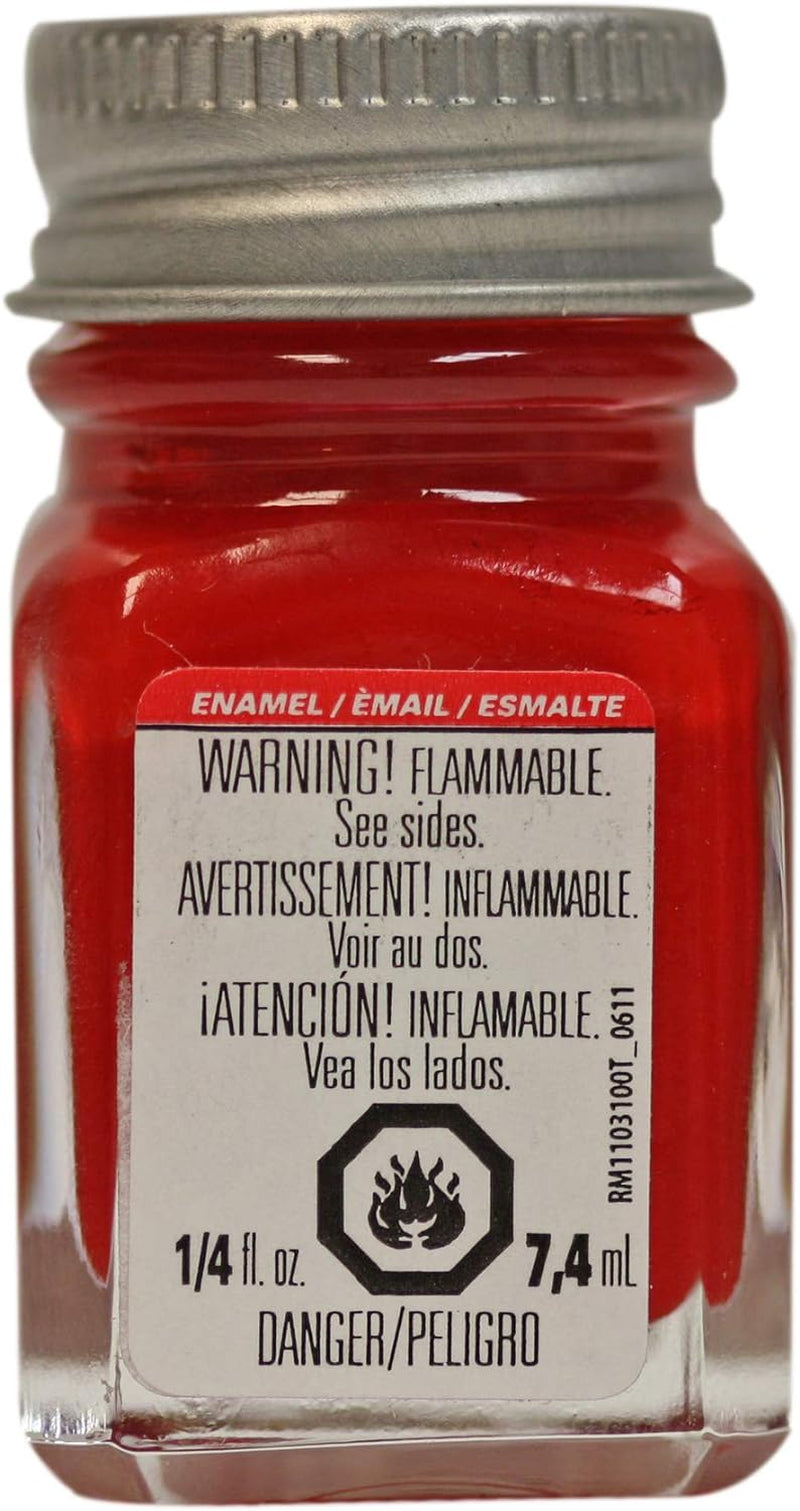 ENAMEL / ÈMAIL / ESMALTE
WARNING! FLAMMABLE.
See sides.
AVERTISSEMENT! INFLAMMABLE.
Voir au dos.
¡ATENCIÓN! INFLAMABLE.
Vea los lados.
RM1103100T_0611
1/4 fl. oz. 7,4 mL
DANGER/PELIGRO